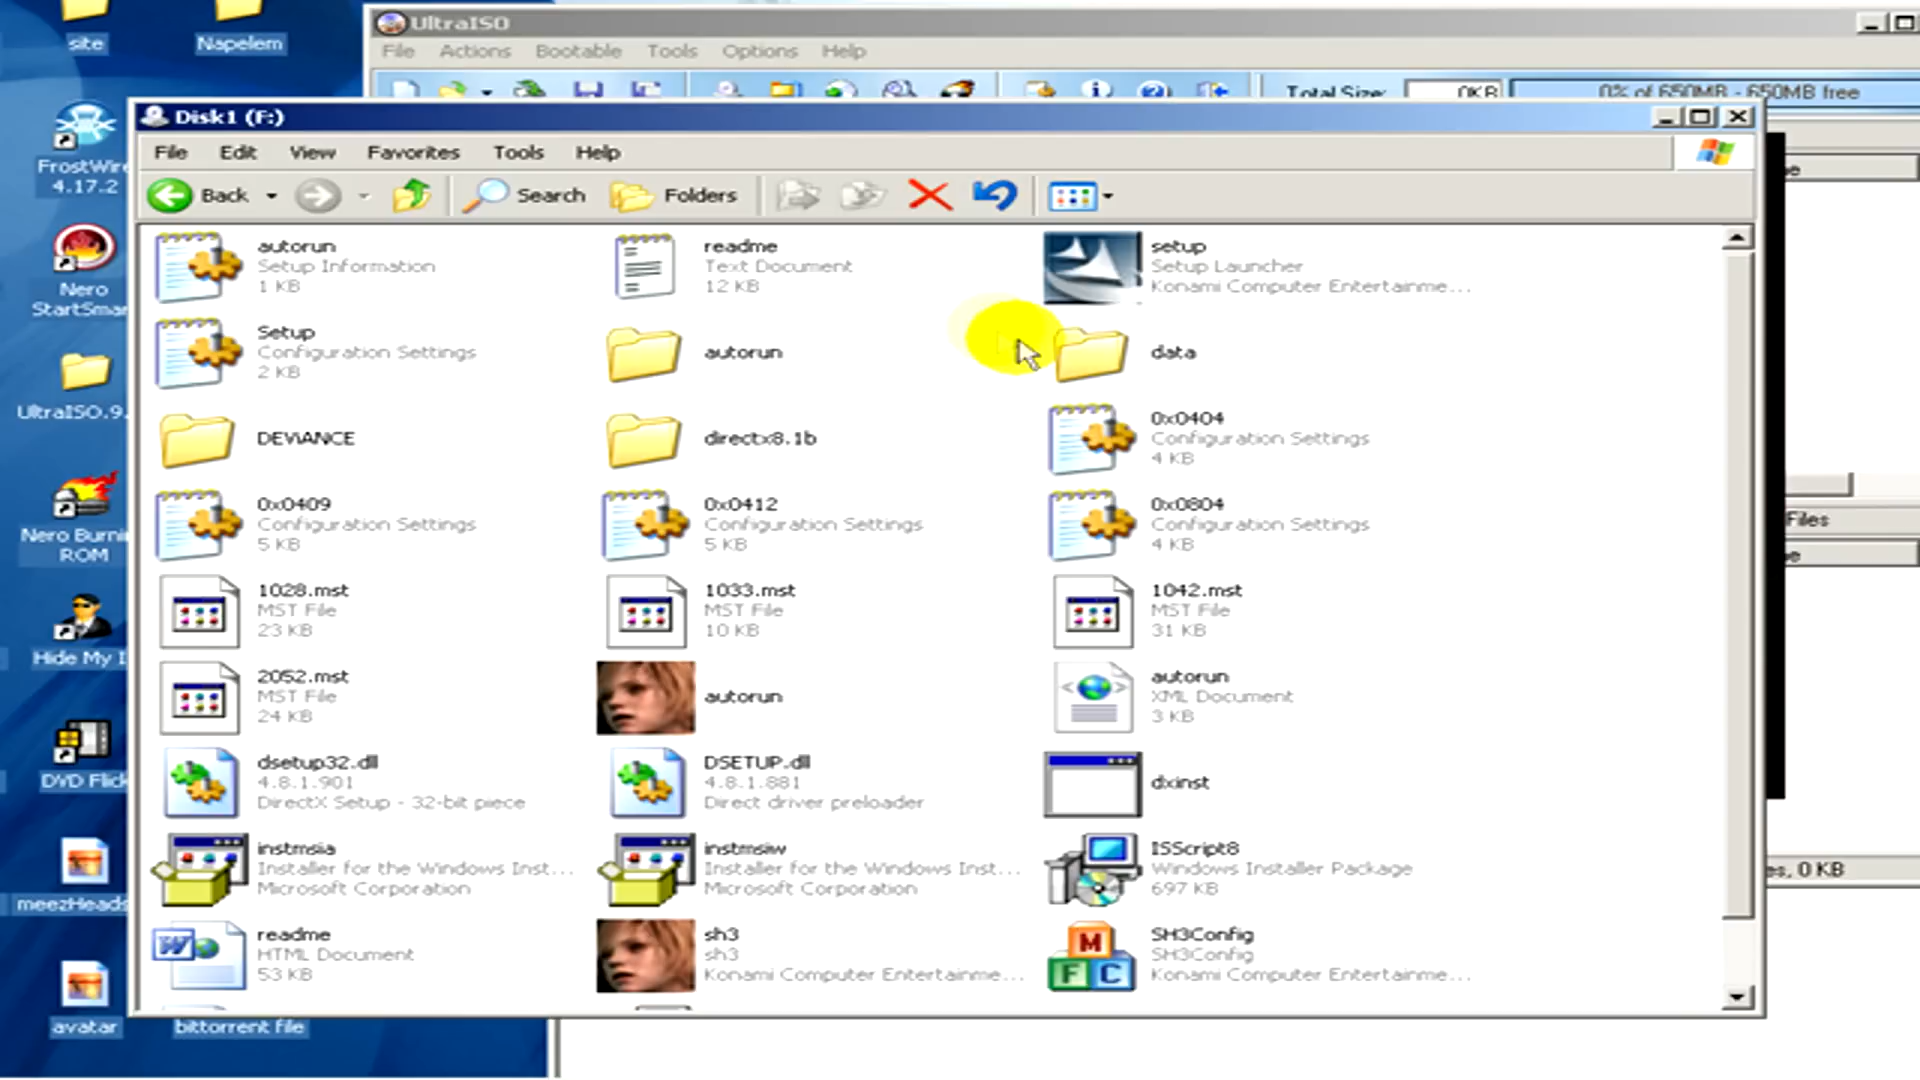 site
Napelem
UltraISO
File Actions Bootable Tools Options Help
Total Size: 0KB 0% of 650MB - 650MB free
Disk1 (F:)
File Edit View Favorites Tools Help
Back Search Folders
autorun
Setup Information
1 KB
readme
Text Document
12 KB
setup
Setup Launcher
Konami Computer Entertainme...
Setup
Configuration Settings
2 KB
autorun
data
DEVIANCE
directx8.1b
0x0404
Configuration Settings
4 KB
0x0409
Configuration Settings
5 KB
0x0412
Configuration Settings
5 KB
0x0804
Configuration Settings
4 KB
1028.mst
MST File
23 KB
1033.mst
MST File
10 KB
1042.mst
MST File
31 KB
2052.mst
MST File
24 KB
autorun
autorun
XML Document
3 KB
dsetup32.dll
4.8.1.901
DirectX Setup - 32-bit piece
DSETUP.dll
4.8.1.881
Direct driver preloader
dxinst
instmsia
Installer for the Windows Inst...
Microsoft Corporation
instmsiw
Installer for the Windows Inst...
Microsoft Corporation
ISScript8
Windows Installer Package
697 KB
readme
HTML Document
53 KB
sh3
sh3
Konami Computer Entertainme...
SH3Config
SH3Config
Konami Computer Entertainme...
M
F C
W
FrostWire
4.17.2
Nero
StartSmar
UltraISO.9.
Nero Burni
ROM
Hide My I
DVD Flick
meezHeads
avatar
bittorrent file
Files
es, 0 KB